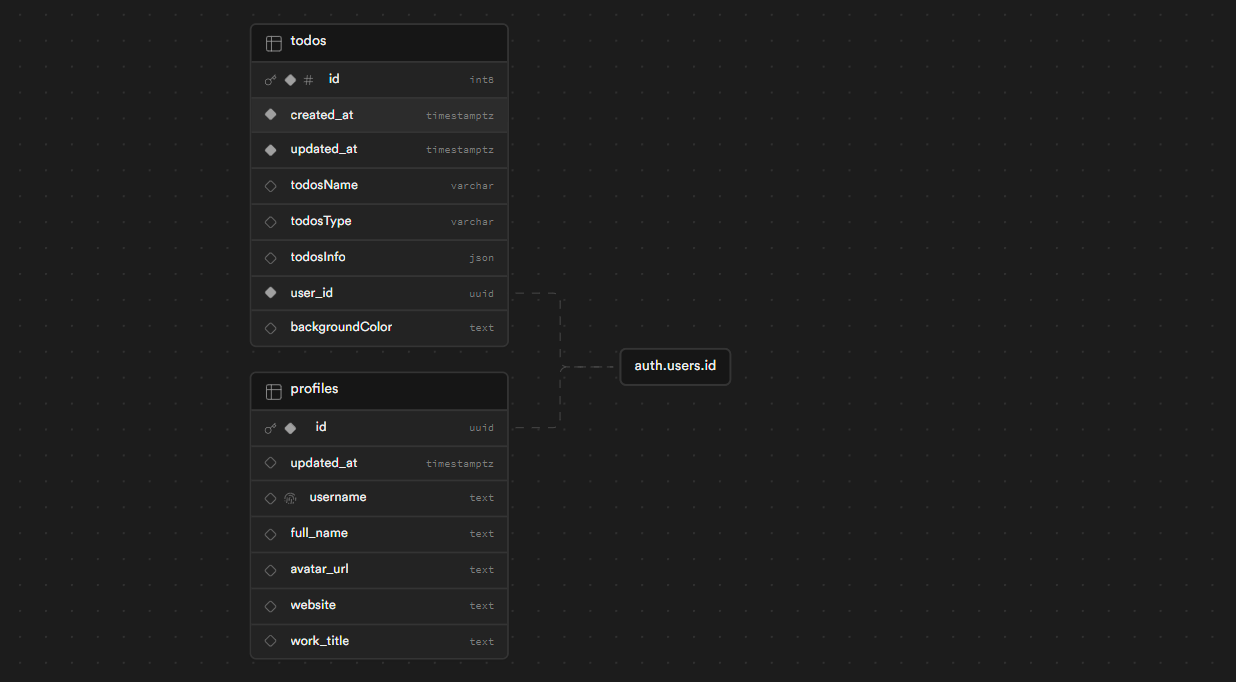 todos
# id int8
created_at timestamptz
updated_at timestamptz
todosName varchar
todosType varchar
todosInfo json
user_id uuid
backgroundColor text
auth.users.id
profiles
id uuid
updated_at timestamptz
username text
full_name text
avatar_url text
website text
work_title text